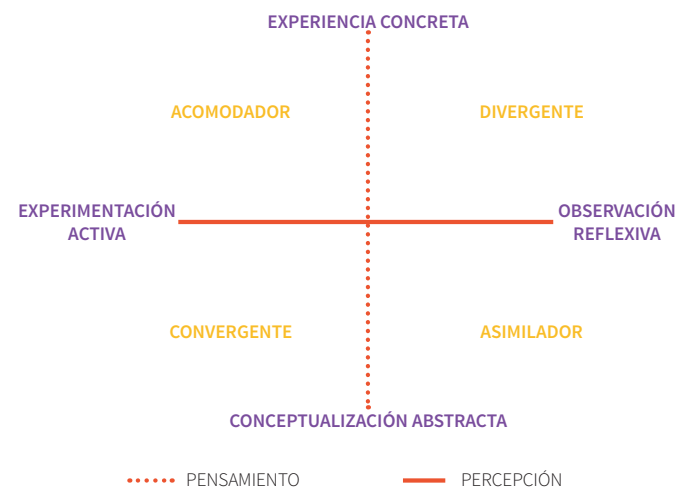 EXPERIENCIA CONCRETA
ACOMODADOR
DIVERGENTE
EXPERIMENTACIÓN
ACTIVA
OBSERVACIÓN
REFLEXIVA
CONVERGENTE
ASIMILADOR
CONCEPTUALIZACIÓN ABSTRACTA
PENSAMIENTO
PERCEPCIÓN